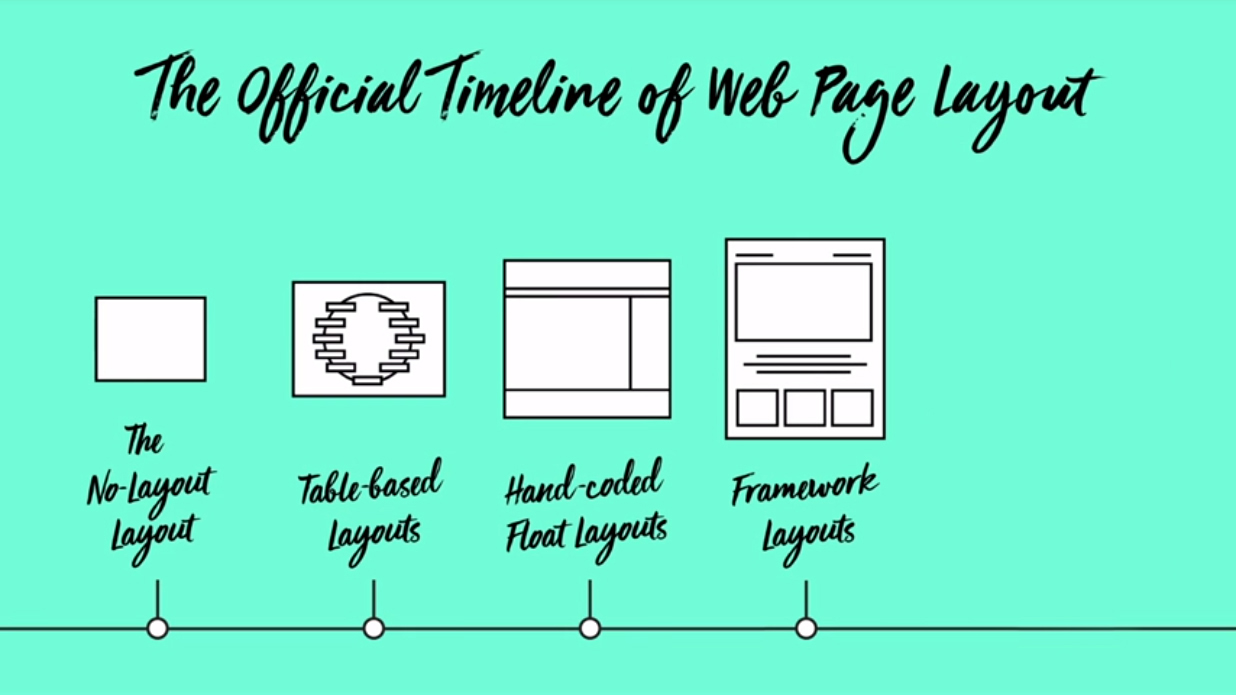 The Official Timeline of Web Page Layout
The
No-Layout
Layout
Table-based
Layouts
Hand-coded
Float Layouts
Framework
Layouts